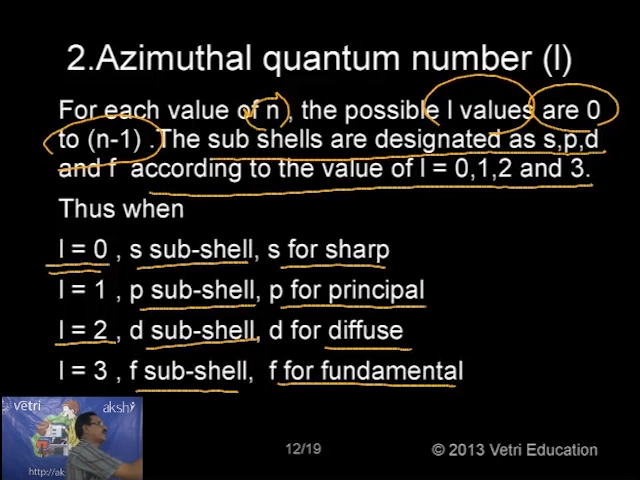 2.Azimuthal quantum number (l)
For each value of n , the possible l values are 0
to (n-1) .The sub shells are designated as s,p,d
and f according to the value of l = 0,1,2 and 3.
Thus when
l = 0 , s sub-shell, s for sharp
l = 1 , p sub-shell, p for principal
l = 2 , d sub-shell, d for diffuse
l = 3 , f sub-shell, f for fundamental
vetri
http://ak
12/19
© 2013 Vetri Education